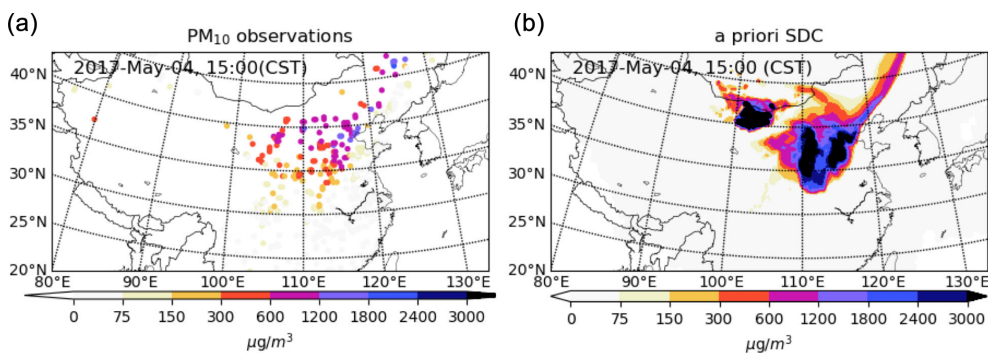 (a)
PM10 observations
2017-May-04, 15:00(CST)
40°N
35°N
30°N
25°N
20°N
80°E 90°E 100°E 110°E 120°E 130°E
0 75 150 300 600 1200 1800 2400 3000
μg/m³
(b)
a priori SDC
2017-May-04, 15:00(CST)
40°N
35°N
30°N
25°N
20°N
80°E 90°E 100°E 110°E 120°E 130°E
0 75 150 300 600 1200 1800 2400 3000
μg/m³